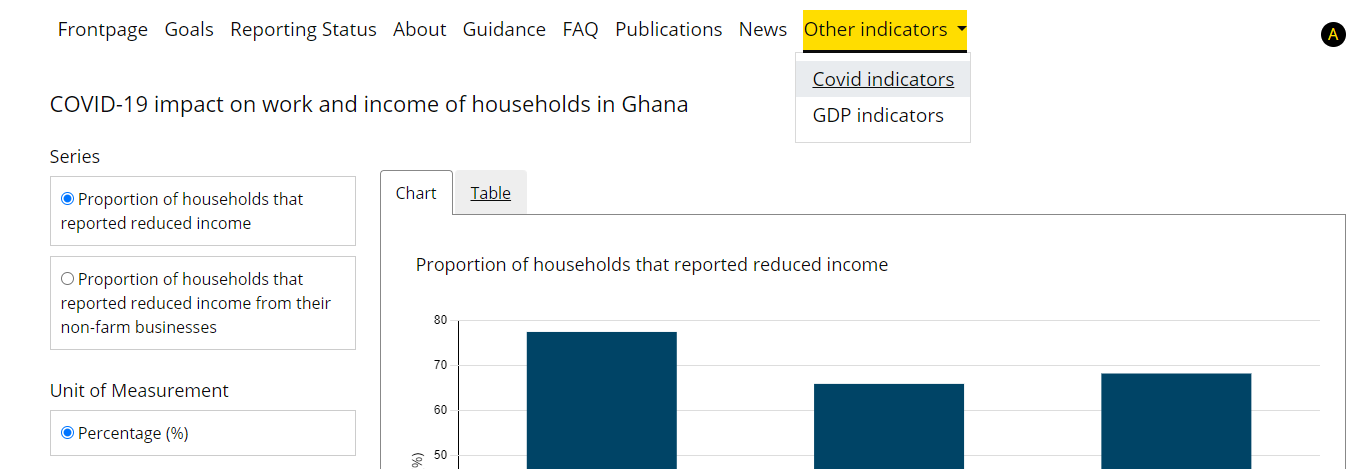 Frontpage Goals Reporting Status About Guidance FAQ Publications News Other indicators
A
Covid indicators
GDP indicators
COVID-19 impact on work and income of households in Ghana
Series
Proportion of households that
reported reduced income
Proportion of households that
reported reduced income from their
non-farm businesses
Unit of Measurement
Percentage (%)
Chart Table
Proportion of households that reported reduced income
80
70
60
50
%)